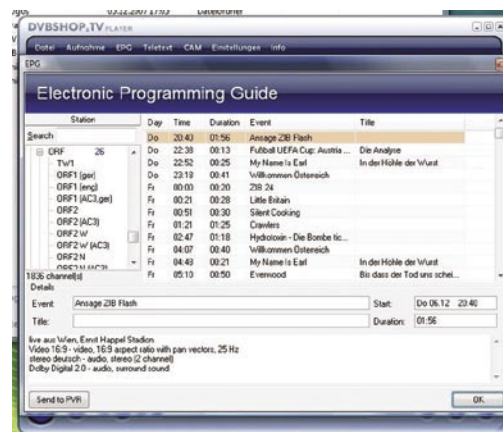 05.12.2007 17:03 Dateiordner
DVBSHOP.TV PLAYER
Datei Aufnahme EPG Teletext CAM Einstellungen Info
EPG
Electronic Programming Guide
Station Day Time Duration Event Title
Search
Do 20:40 01:56 Ansage ZIB Flash
ORF 26 Do 22:38 00:13 Fußball UEFA Cup: Austria ... Die Analyse
TW1 Do 22:52 00:25 My Name Is Earl In der Höhle der Wurst
ORF1 (ger) Do 23:18 00:41 Willkommen Österreich
ORF1 (eng) Fr 00:00 00:20 ZIB 24
ORF1 (AC3,ger) Fr 00:21 00:28 Little Britain
ORF2 Fr 00:51 00:30 Silent Cooking
ORF2 (AC3) Fr 01:21 01:25 Crawlers
ORF2 W Fr 02:47 01:18 Hydrotoxin - Die Bombe tic...
ORF2 W (AC3) Fr 04:07 00:40 Willkommen Österreich
ORF2 N Fr 04:48 00:21 My Name Is Earl In der Höhle der Wurst
ORF2 N (AC3) Fr 05:10 00:50 Everwood Bis dass der Tod uns schei...
1836 channel(s)
Details
Event: Ansage ZIB Flash Start: Do 06.12 20:40
Title: Duration: 01:56
live aus Wien, Ernst Happel Stadion
Video 16:9 - video, 16:9 aspect ratio with pan vectors, 25 Hz
stereo deutsch - audio, stereo (2 channel)
Dolby Digital 2.0 - audio, surround sound
Send to PVR OK